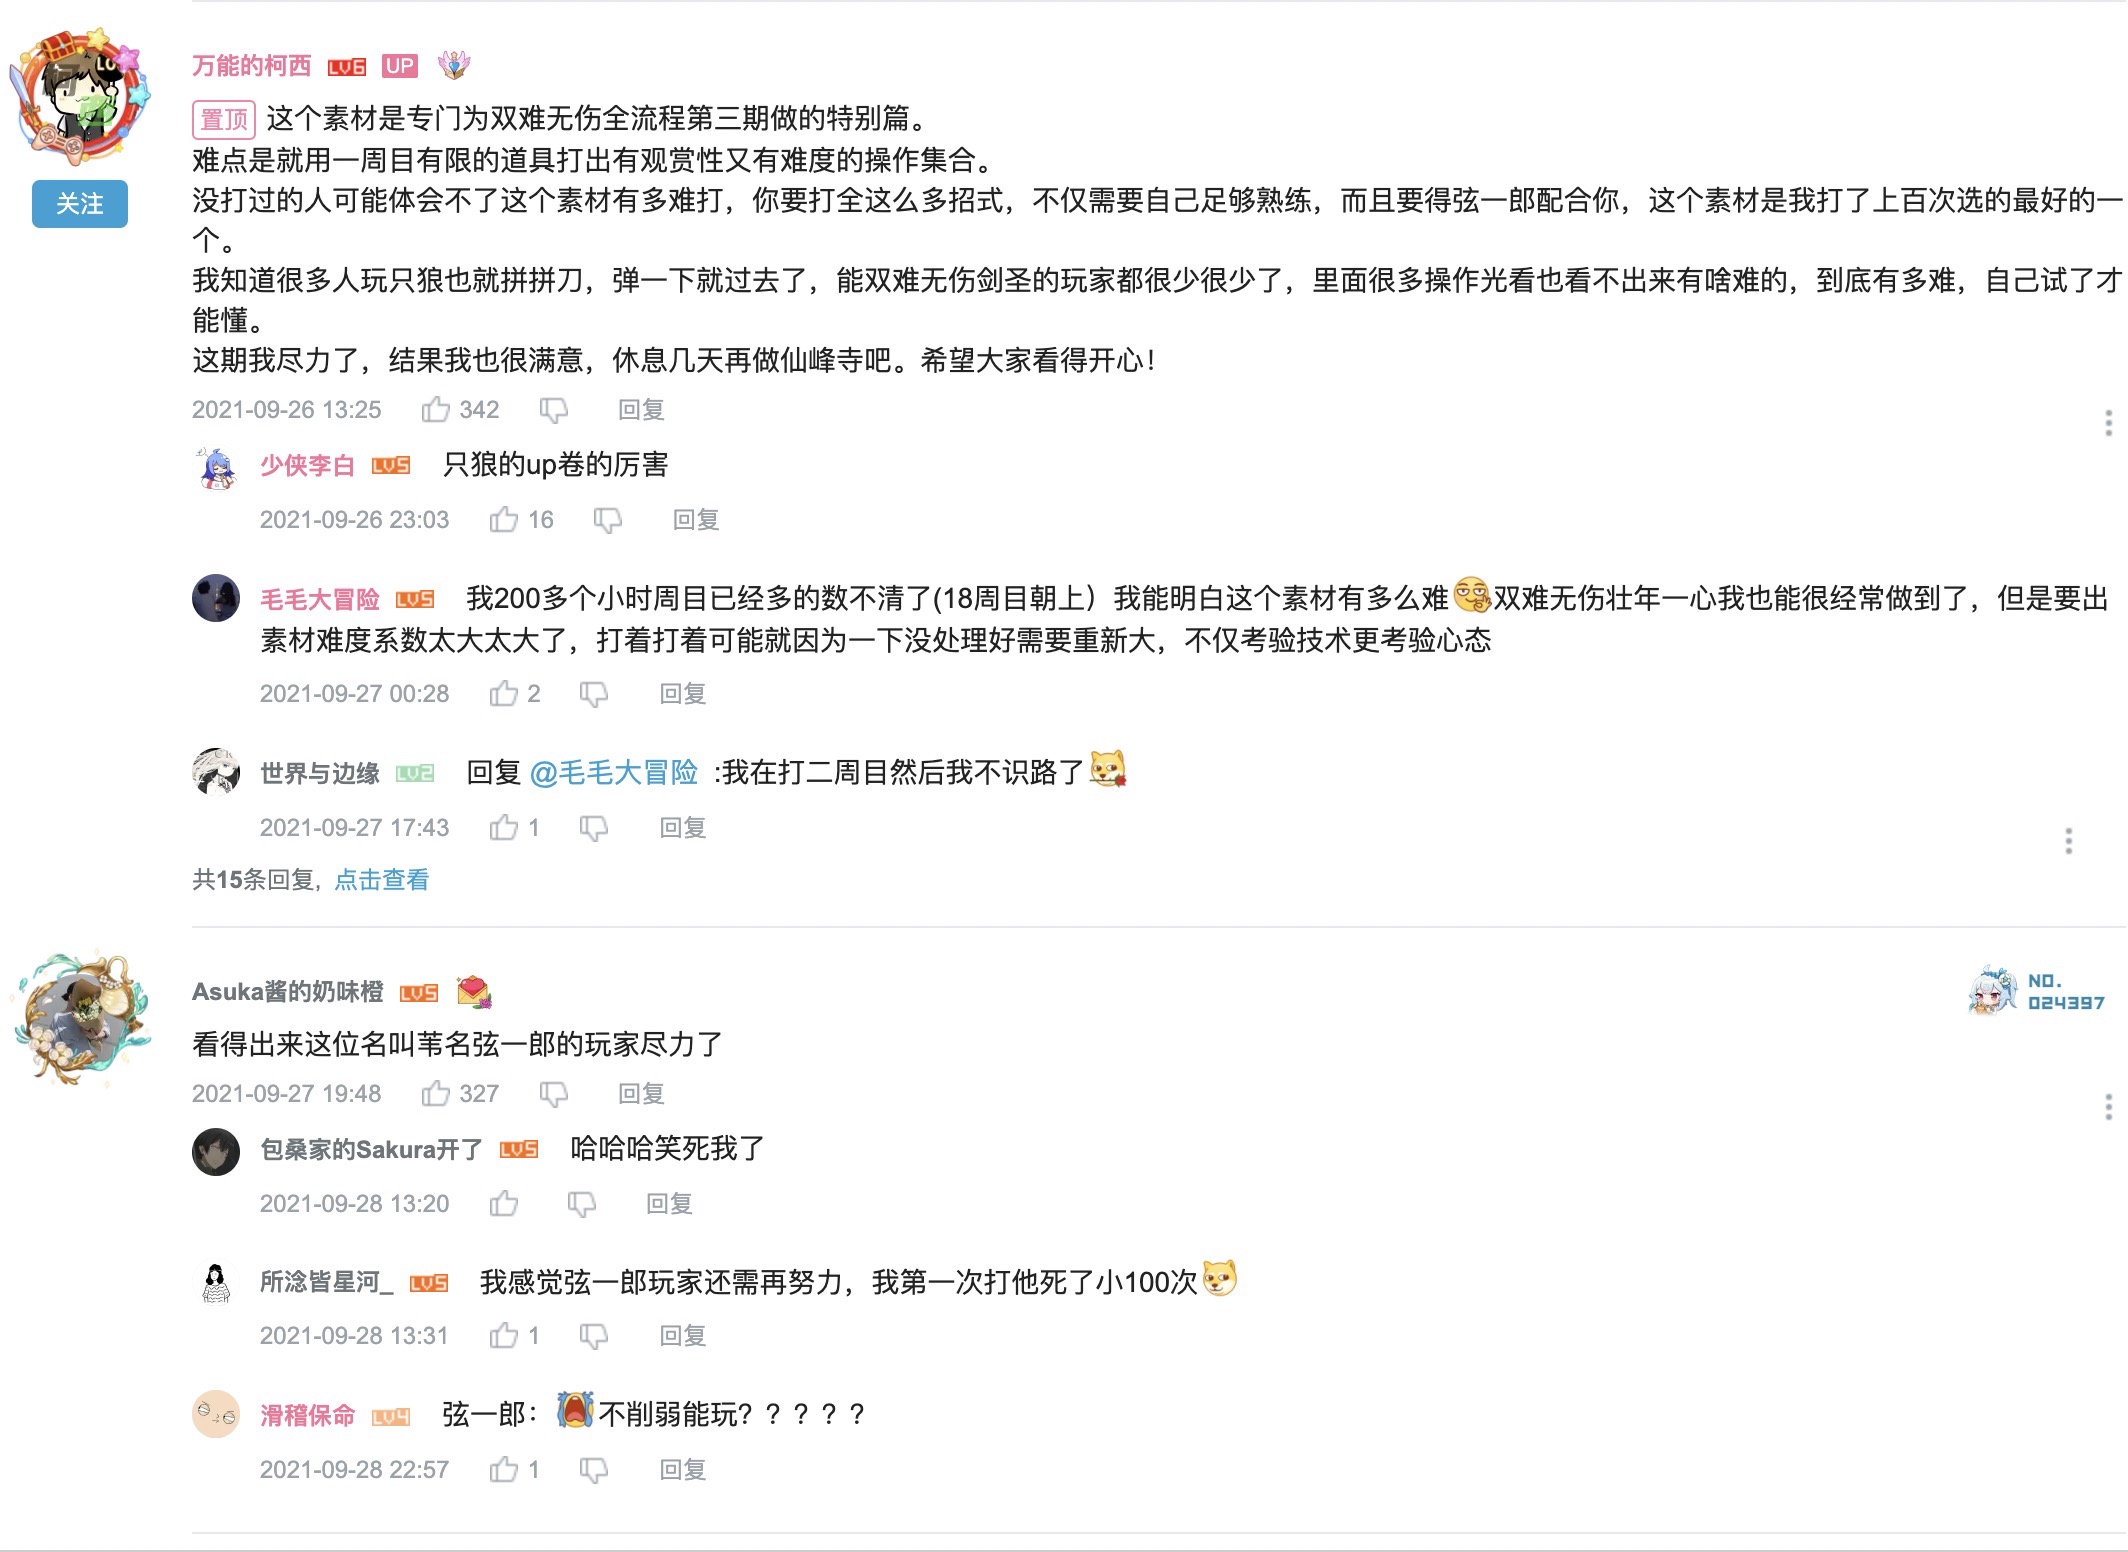 万能的柯西 LV6 UP
置顶 这个素材是专门为双难无伤全流程第三期做的特别篇。
关注
难点是就用一周目有限的道具打出有观赏性又有难度的操作集合。
没打过的人可能体会不了这个素材有多难打，你要打全这么多招式，不仅需要自己足够熟练，而且要得弦一郎配合你，这个素材是我打了上百次选的最好的一
个。
我知道很多人玩只狼也就拼拼刀，弹一下就过去了，能双难无伤剑圣的玩家都很少很少了，里面很多操作光看也看不出来有啥难的，到底有多难，自己试了才
能懂。
这期我尽力了，结果我也很满意，休息几天再做仙峰寺吧。希望大家看得开心！
2021-09-26 13:25 342 回复
少侠李白 LV5 只狼的up卷的厉害
2021-09-26 23:03 16 回复
毛毛大冒险 LV5 我200多个小时周目已经多的数不清了(18周目朝上）我能明白这个素材有多么难双难无伤壮年一心我也能很经常做到了，但是要出
素材难度系数太大太大了，打着打着可能就因为一下没处理好需要重新大，不仅考验技术更考验心态
2021-09-27 00:28 2 回复
世界与边缘 LV2 回复 @毛毛大冒险 :我在打二周目然后我不识路了
2021-09-27 17:43 1 回复
共15条回复, 点击查看
Asuka酱的奶味橙 LV5
NO.
024397
看得出来这位名叫苇名弦一郎的玩家尽力了
2021-09-27 19:48 327 回复
包桑家的Sakura开了 LV5 哈哈哈笑死我了
2021-09-28 13:20 回复
所淰皆星河_ LV5 我感觉弦一郎玩家还需再努力，我第一次打他死了小100次
2021-09-28 13:31 1 回复
滑稽保命 LV4 弦一郎：不削弱能玩？？？？？
2021-09-28 22:57 1 回复